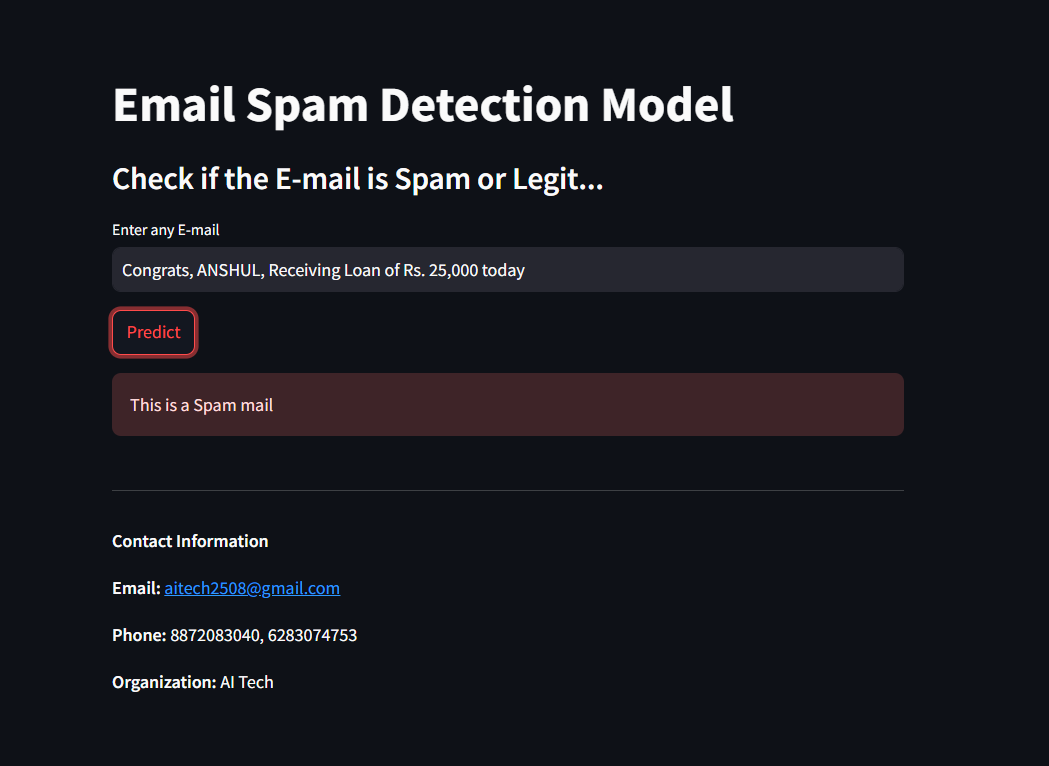 Email Spam Detection Model
Check if the E-mail is Spam or Legit...
Enter any E-mail
Congrats, ANSHUL, Receiving Loan of Rs. 25,000 today
Predict
This is a Spam mail
Contact Information
Email: aitech2508@gmail.com
Phone: 8872083040, 6283074753
Organization: AI Tech